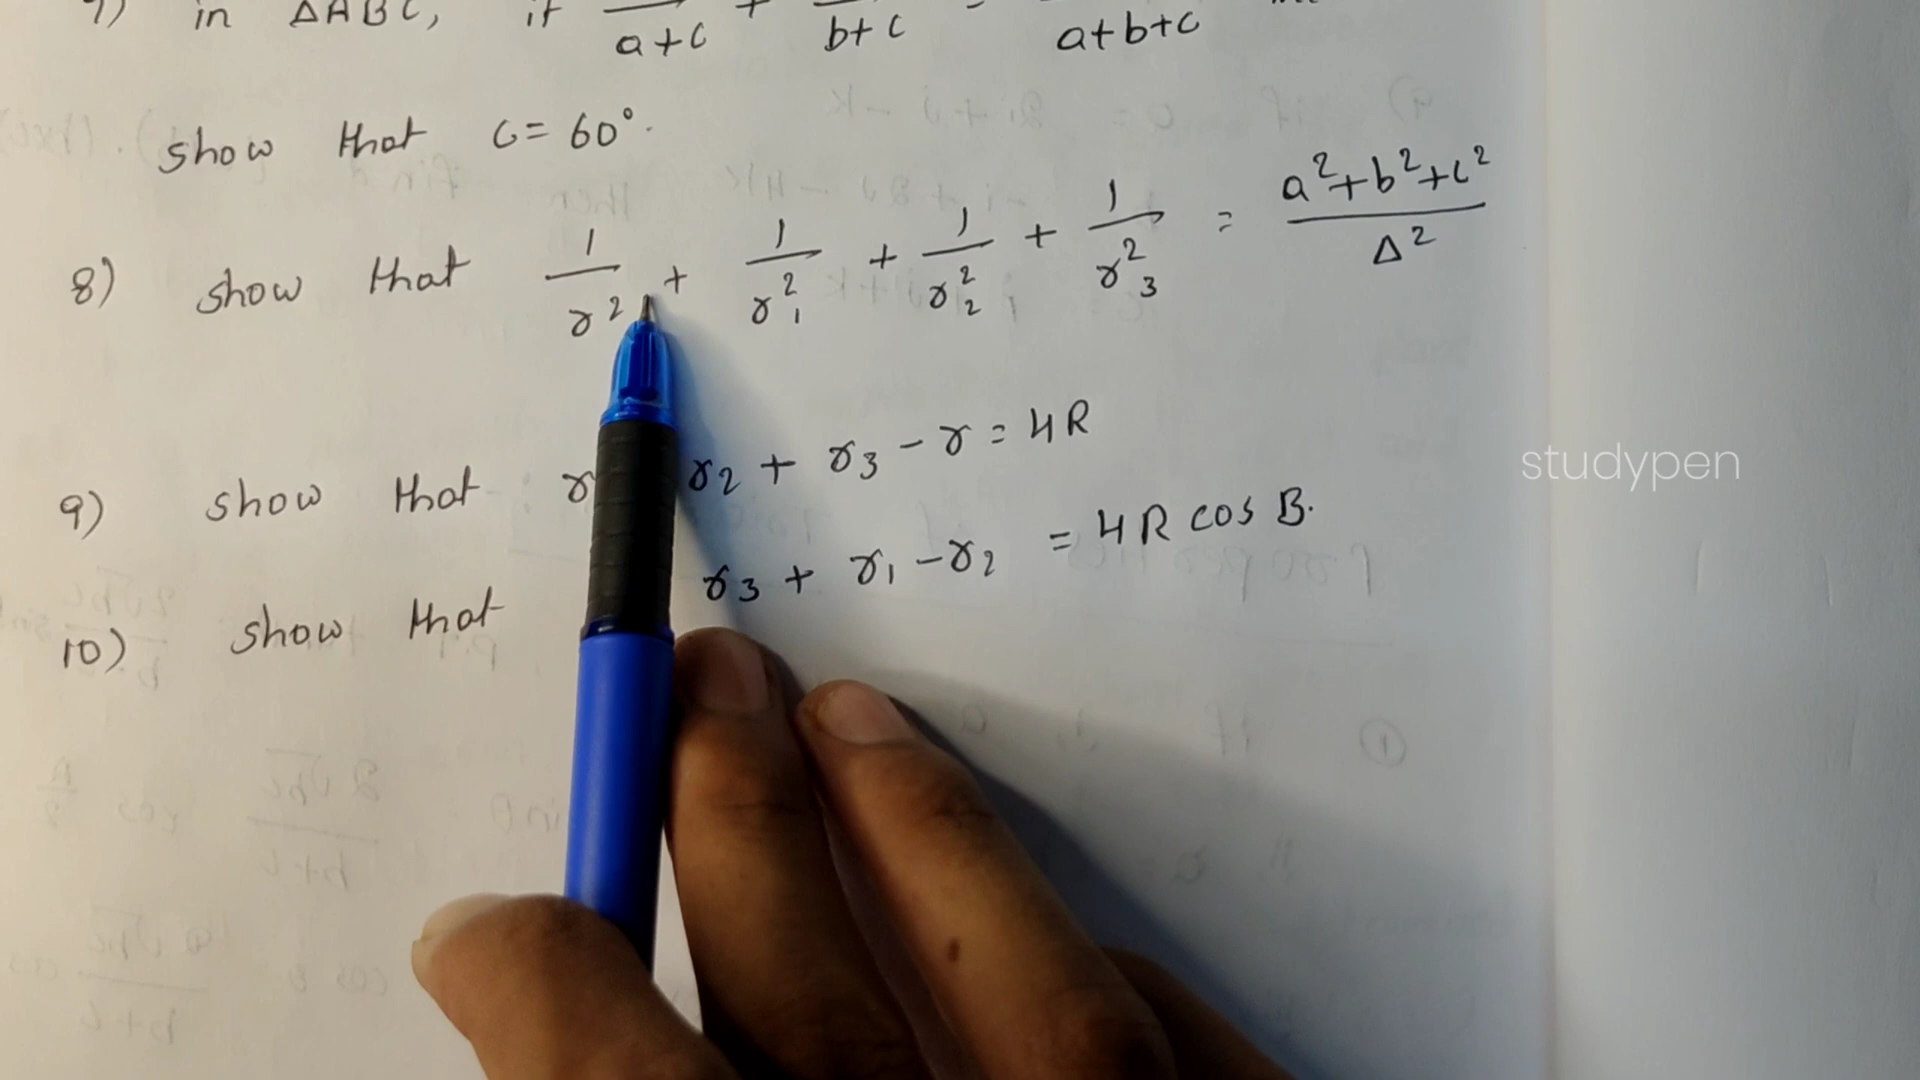 7) in ΔABC, if /a+c + /b+c = /a+b+c
show that C = 60°.
8) show that 1/r² + 1/r₁² + 1/r₂² + 1/r₃² = a²+b²+c²/Δ²
9) show that r r₂ + r₃ - r = 4R
10) show that r₃ + r₁ - r₂ = 4R cos B.
studypen